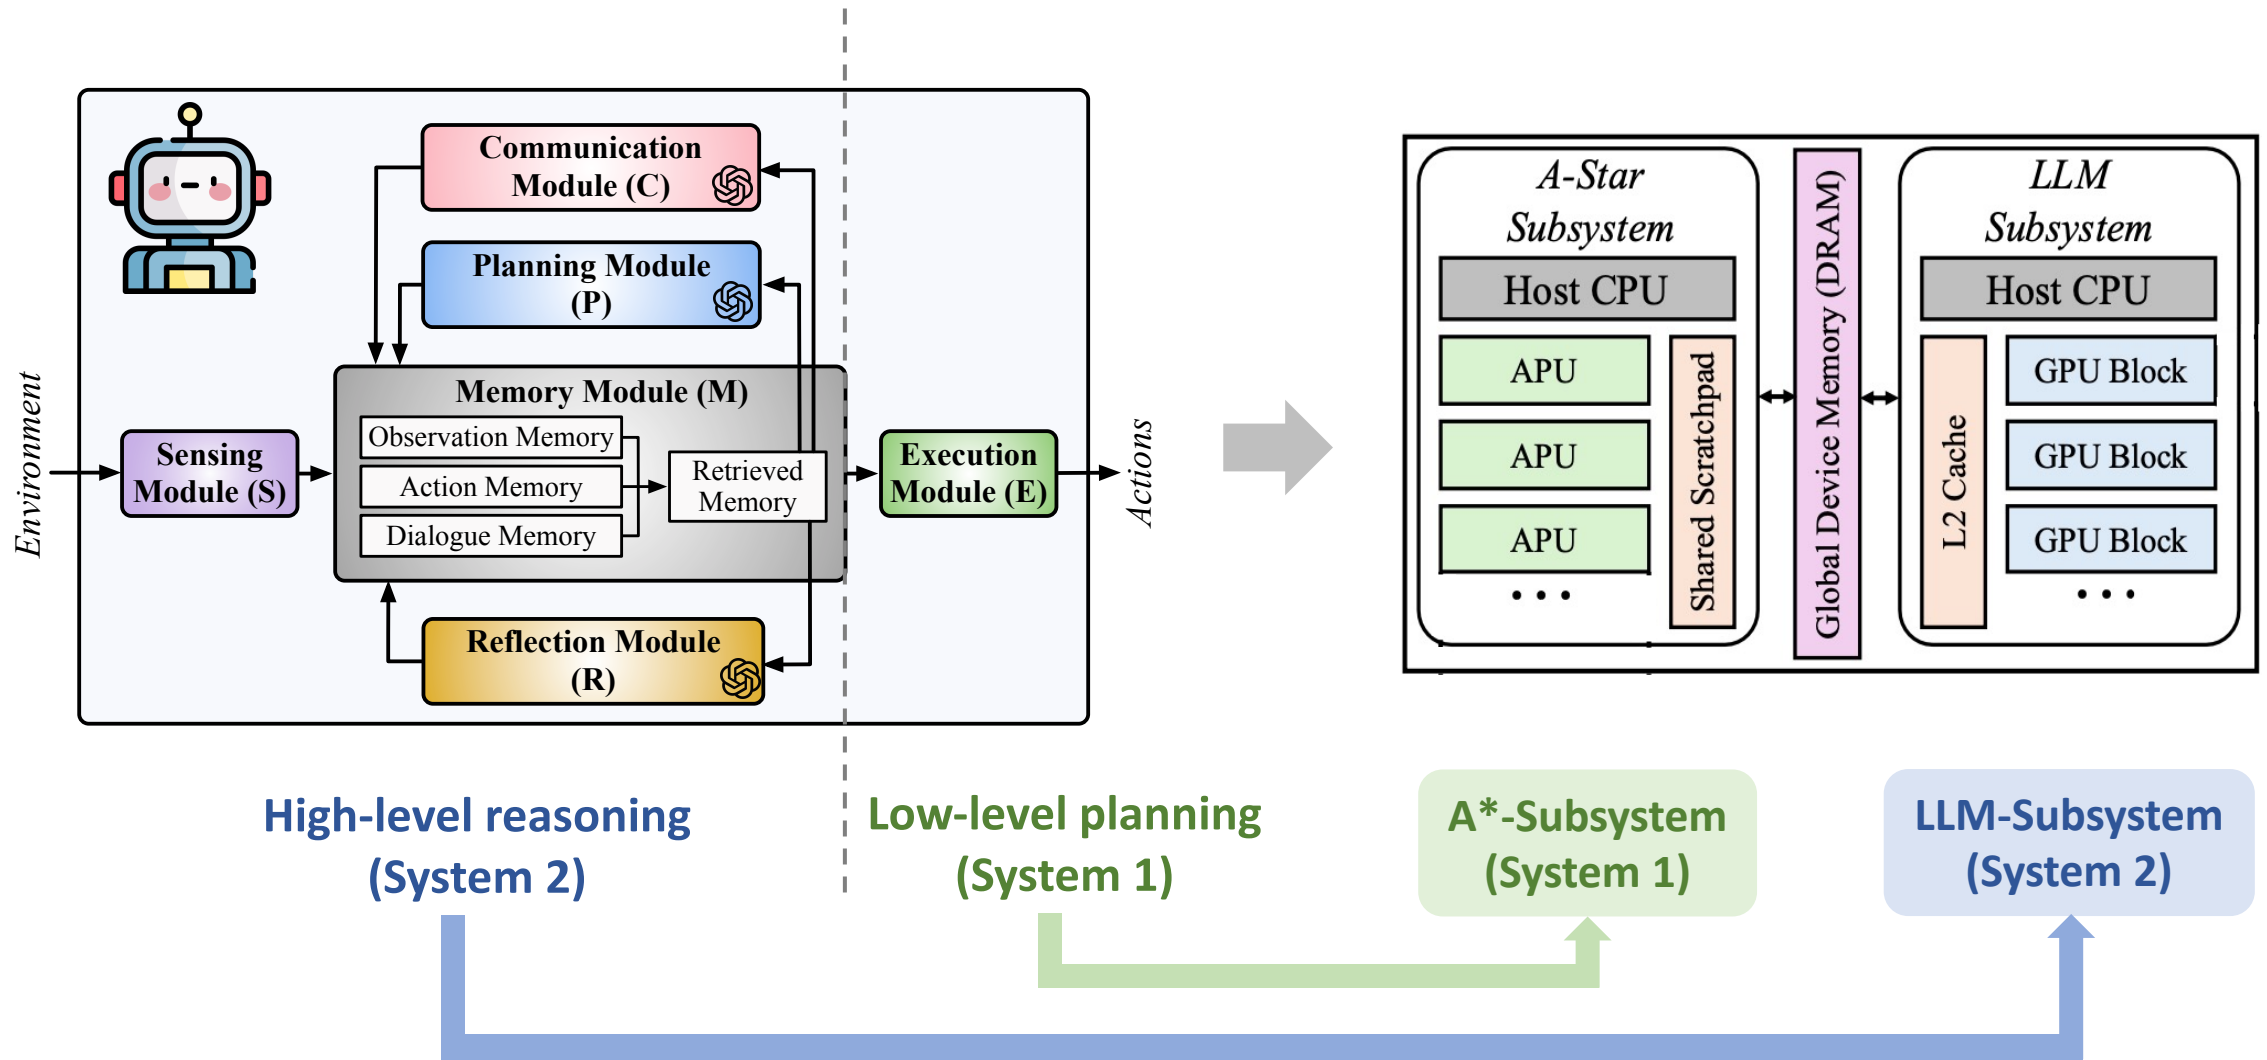 Environment
Sensing
Module (S)
Communication
Module (C)
Planning Module
(P)
Memory Module (M)
Observation Memory
Action Memory
Dialogue Memory
Retrieved
Memory
Reflection Module
(R)
Execution
Module (E)
Actions
High-level reasoning
(System 2)
Low-level planning
(System 1)
A-Star
Subsystem
Host CPU
APU
APU
APU
• • •
Shared Scratchpad
Global Device Memory (DRAM)
LLM
Subsystem
Host CPU
L2 Cache
GPU Block
GPU Block
GPU Block
• • •
A*-Subsystem
(System 1)
LLM-Subsystem
(System 2)